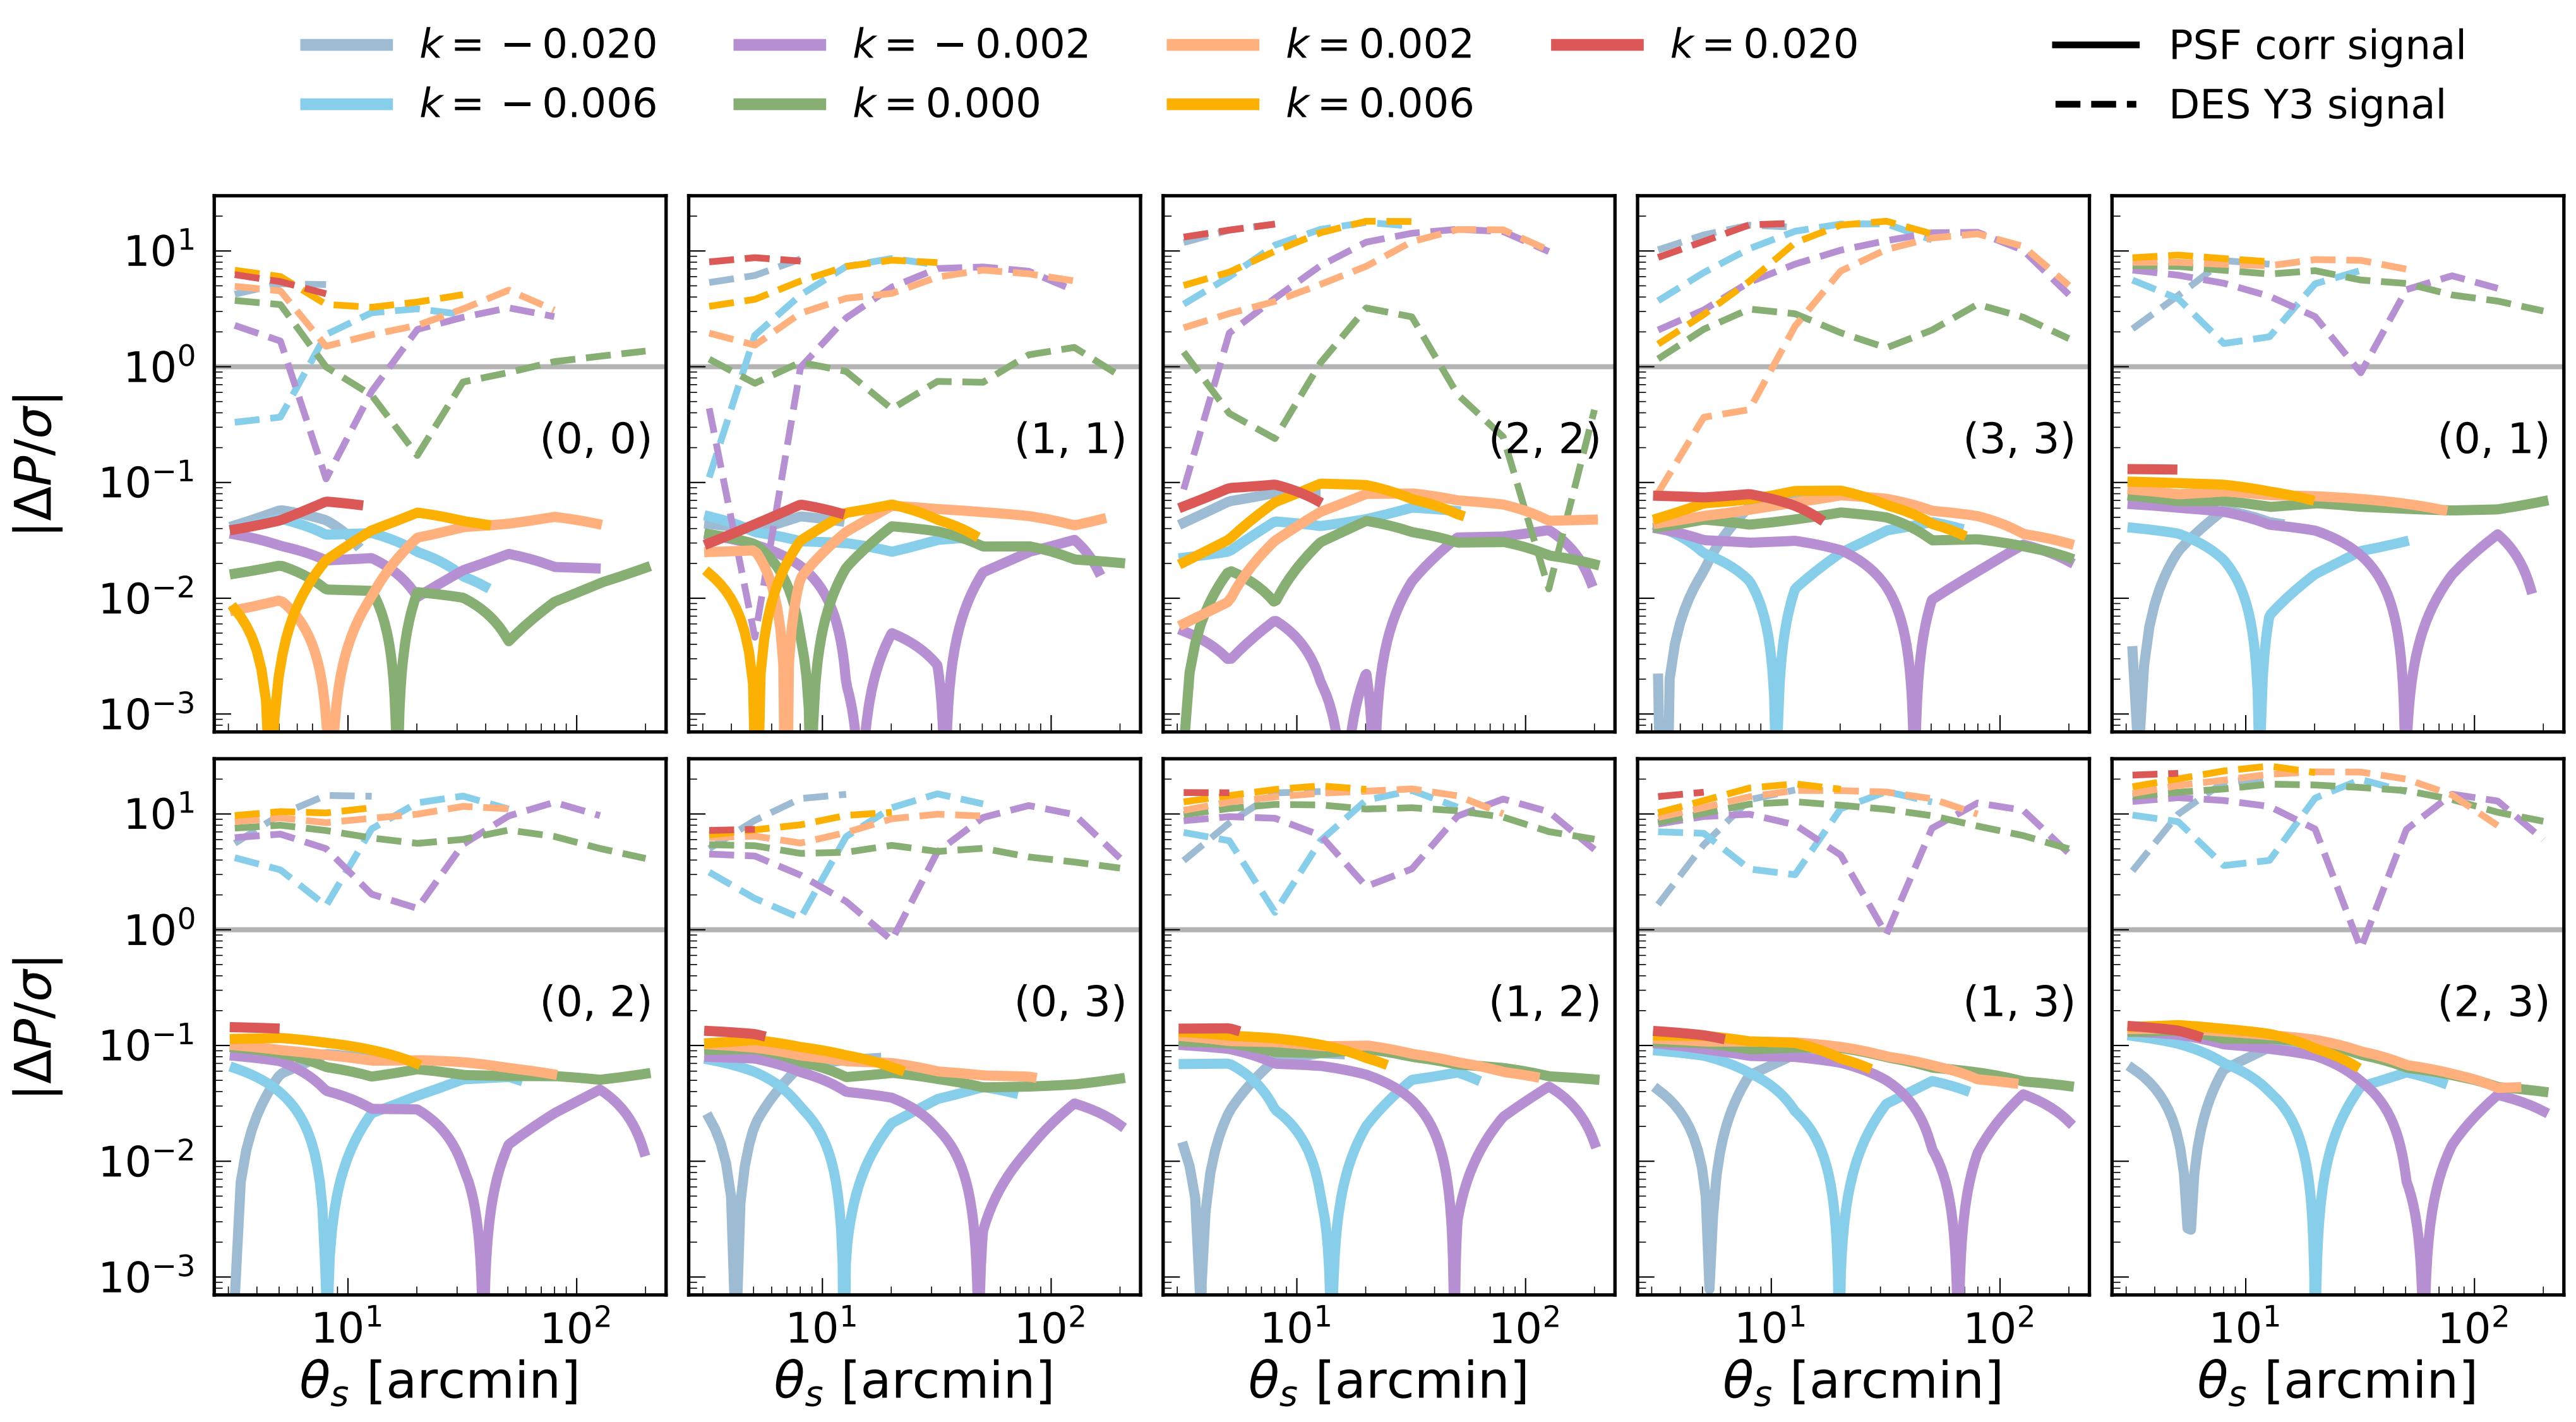 k = −0.020 k = −0.002 k = 0.002 k = 0.020 PSF corr signal
k = −0.006 k = 0.000 k = 0.006 DES Y3 signal
|ΔP/σ|
10¹
10⁰
10⁻¹
10⁻²
10⁻³
(0, 0) (1, 1) (2, 2) (3, 3) (0, 1)
|ΔP/σ|
10¹
10⁰
10⁻¹
10⁻²
10⁻³
(0, 2) (0, 3) (1, 2) (1, 3) (2, 3)
10¹ 10² 10¹ 10² 10¹ 10² 10¹ 10² 10¹ 10²
θₛ [arcmin] θₛ [arcmin] θₛ [arcmin] θₛ [arcmin] θₛ [arcmin]